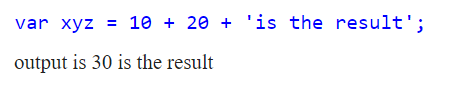 var xyz = 10 + 20 + 'is the result';
output is 30 is the result